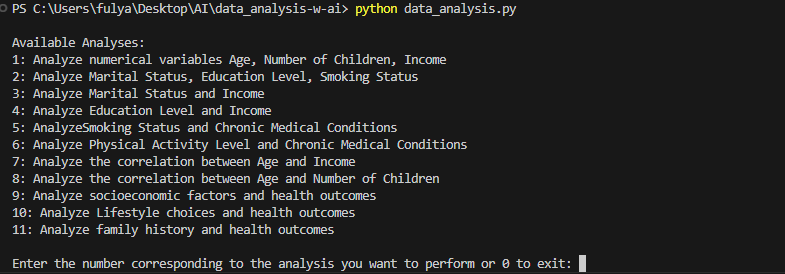 PS C:\Users\fulya\Desktop\AI\data_analysis-w-ai> python data_analysis.py
Available Analyses:
1: Analyze numerical variables Age, Number of Children, Income
2: Analyze Marital Status, Education Level, Smoking Status
3: Analyze Marital Status and Income
4: Analyze Education Level and Income
5: AnalyzeSmoking Status and Chronic Medical Conditions
6: Analyze Physical Activity Level and Chronic Medical Conditions
7: Analyze the correlation between Age and Income
8: Analyze the correlation between Age and Number of Children
9: Analyze socioeconomic factors and health outcomes
10: Analyze Lifestyle choices and health outcomes
11: Analyze family history and health outcomes
Enter the number corresponding to the analysis you want to perform or 0 to exit: